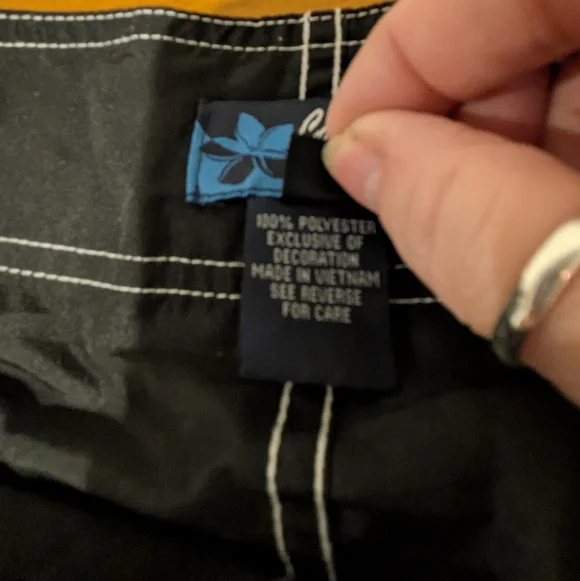 100% POLYESTER
EXCLUSIVE OF
DECORATION
MADE IN VIETNAM
SEE REVERSE
FOR CARE